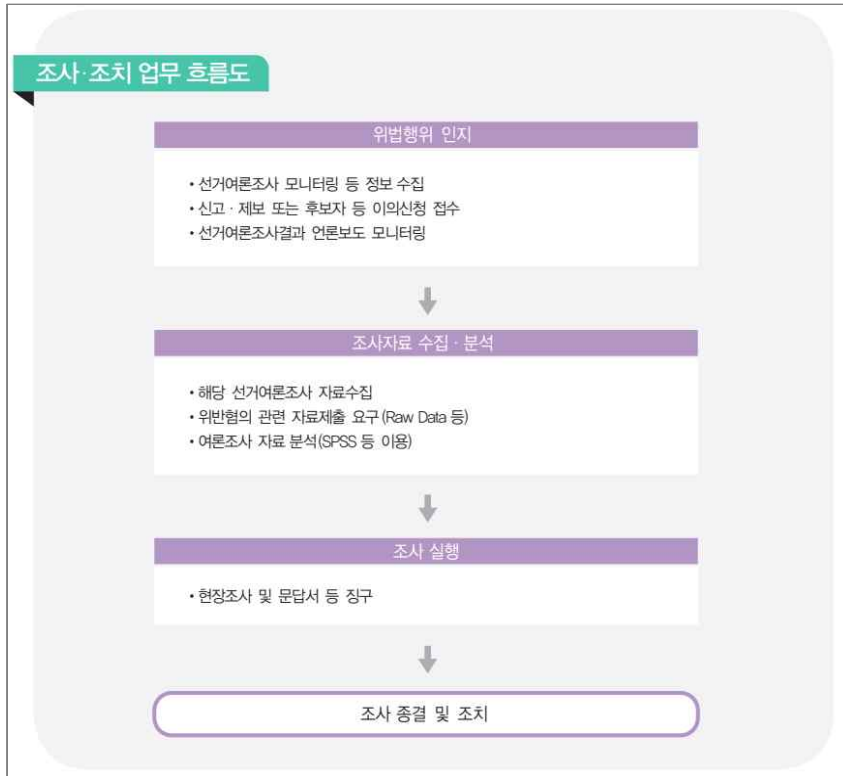 조사·조치 업무 흐름도
위법행위 인지
• 선거여론조사 모니터링 등 정보 수집
• 신고 · 제보 또는 후보자 등 이의신청 접수
• 선거여론조사결과 언론보도 모니터링
조사자료 수집 · 분석
• 해당 선거여론조사 자료수집
• 위반혐의 관련 자료제출 요구(Raw Data 등)
• 여론조사 자료 분석(SPSS 등 이용)
조사 실행
• 현장조사 및 문답서 등 징구
조사 종결 및 조치